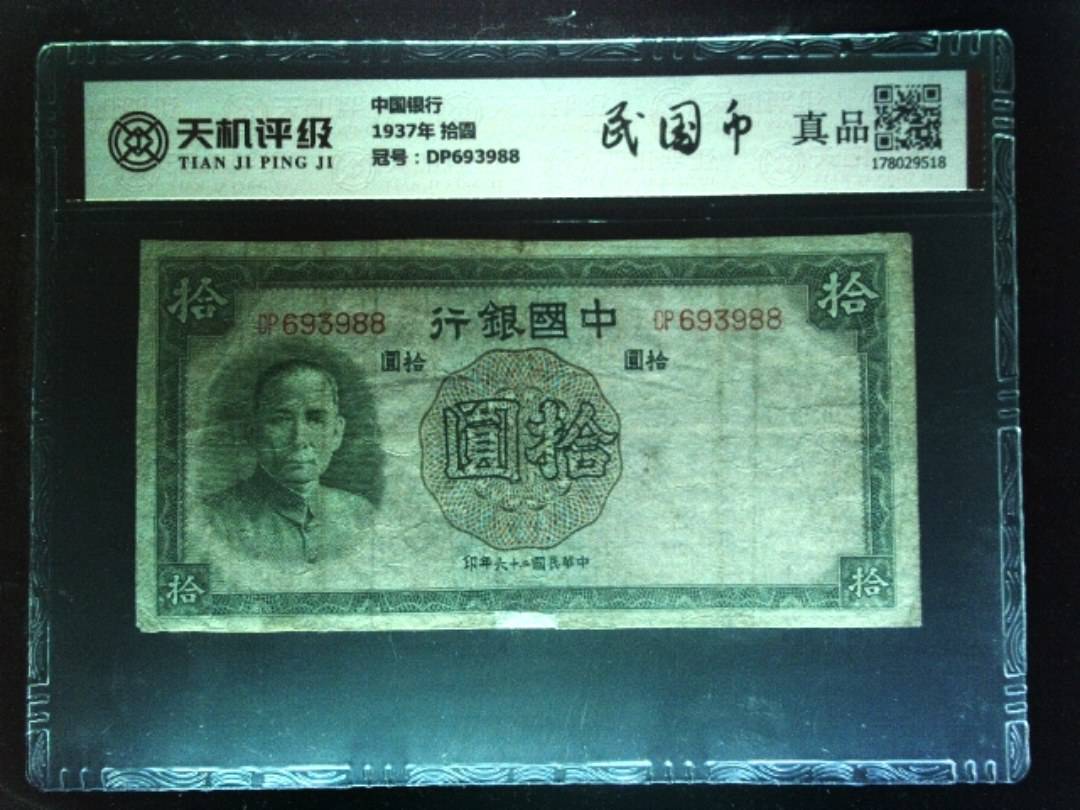 天机评级
TIAN JI PING JI
中国银行
1937年 拾圆
冠号：DP693988
民国币
真品
178029518
拾
拾
DP693988
行銀國中
DP693988
圓拾
圓拾
圓拾
印年六十二國民華中
拾
拾